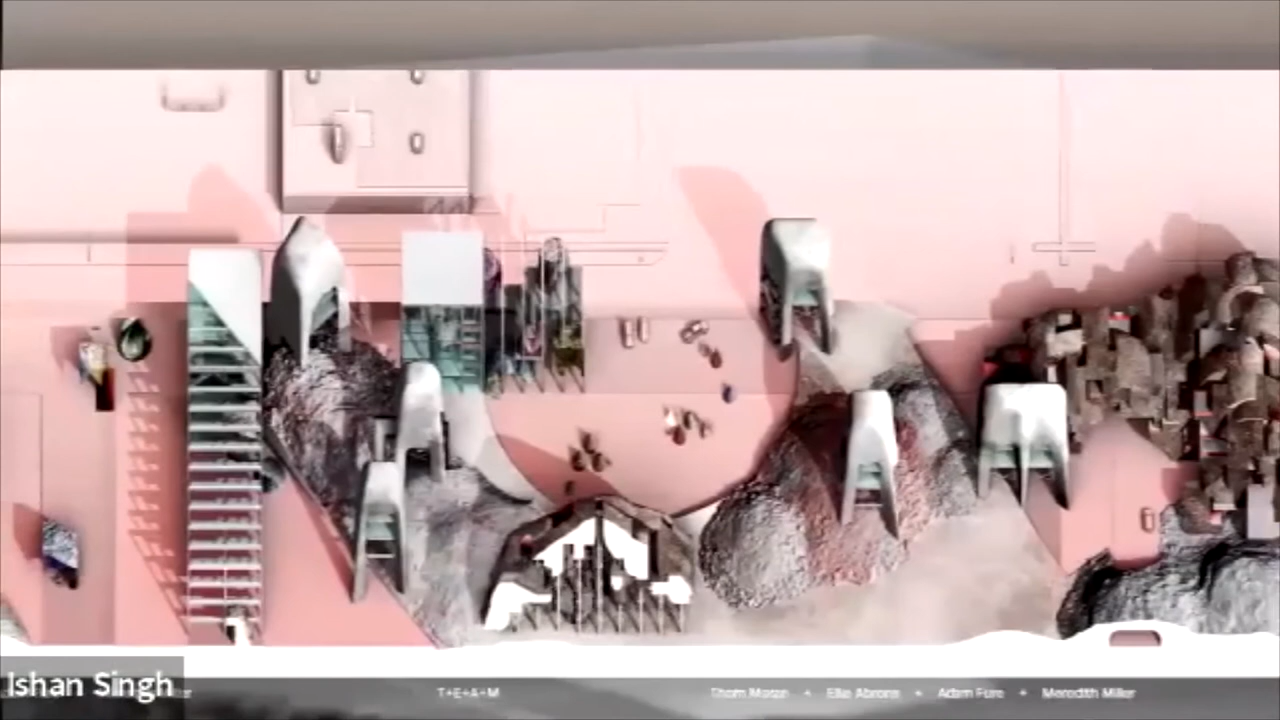 Ishan Singh
T+E+A+M Thom Moran + Ellie Abrons + Adam Fure + Meredith Miller